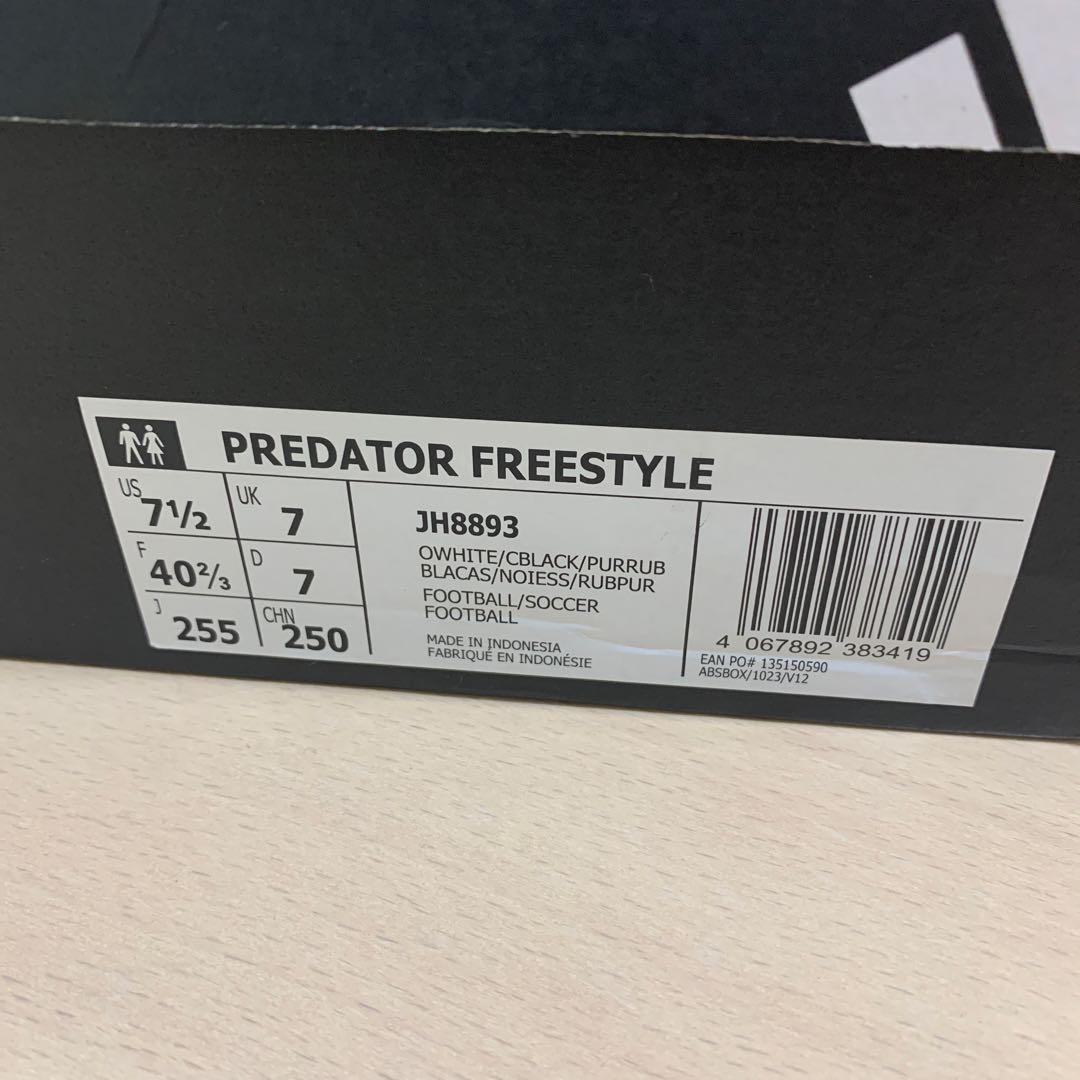 PREDATOR FREESTYLE
US 7½ UK 7
F 40⅔ D 7
J 255 CHN 250
JH8893
OWHITE/CBLACK/PURRUB
BLACAS/NOIESS/RUBPUR
FOOTBALL/SOCCER
FOOTBALL
MADE IN INDONESIA
FABRIQUÉ EN INDONÉSIE
4 067892 383419
EAN PO# 135150590
ABSBOX/1023/V12